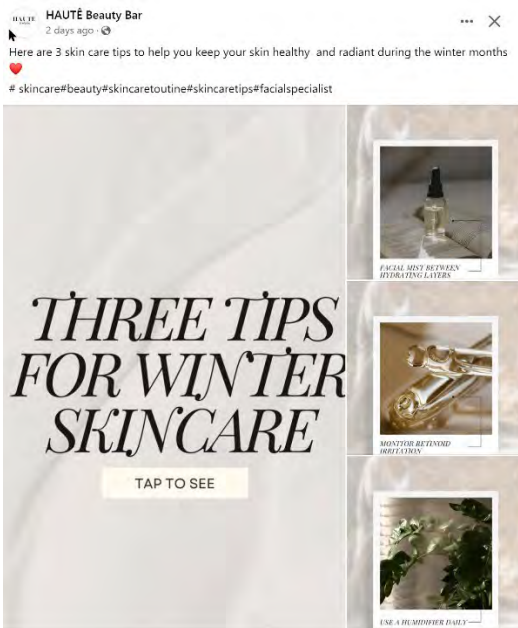 HAUTÊ
HAUTÊ Beauty Bar
2 days ago ·
Here are 3 skin care tips to help you keep your skin healthy and radiant during the winter months
# skincare#beauty#skincaretoutine#skincaretips#facialspecialist
THREE TIPS
FOR WINTER
SKINCARE
TAP TO SEE
FACIAL MIST BETWEEN
HYDRATING LAYERS
MONITOR RETINOID
IRRITATION
USE A HUMIDIFIER DAILY